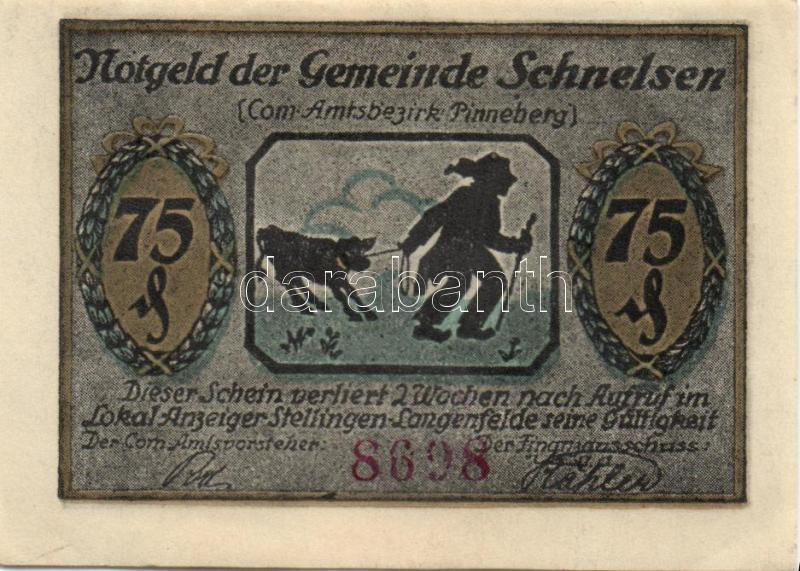 Notgeld der Gemeinde Schnelsen
(Com-Amtsbezirk Pinneberg)
75 75
darabanth
Dieser Schein verliert 2 Wochen nach Aufruf im
Lokal-Anzeiger Stellingen-Langenfelde seine Gültigkeit
Der Com. Amtsvorsteher: Der Finanzausschuss:
8698